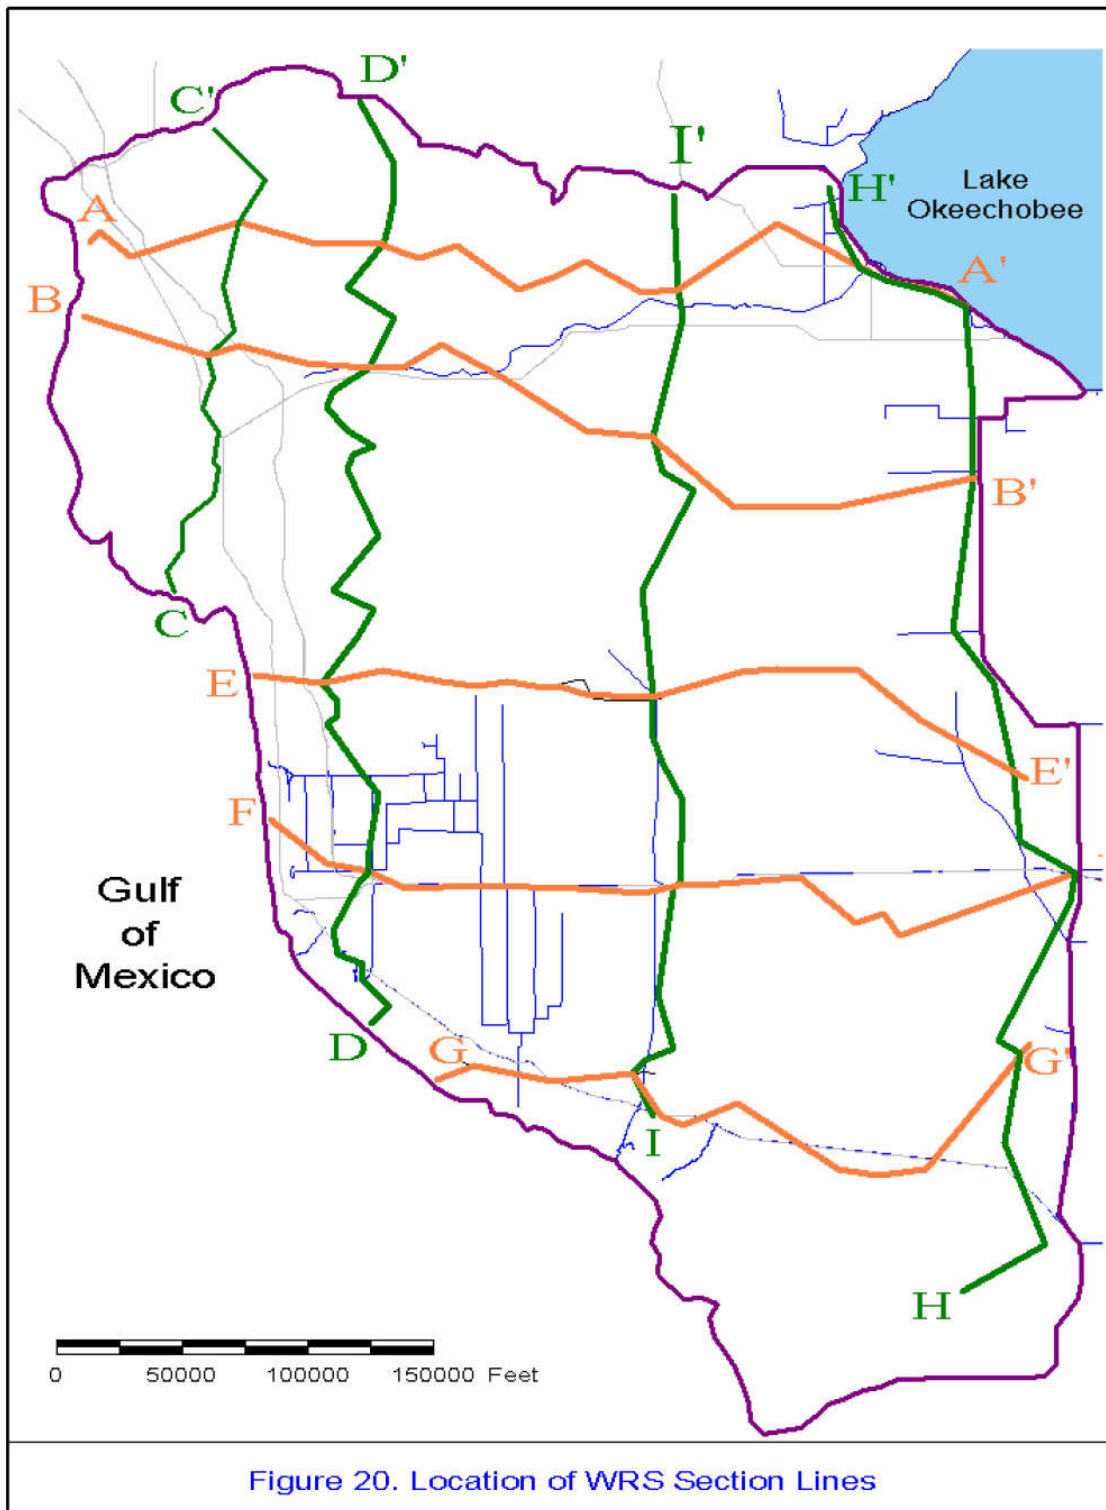 D'
C'
I'
H'
Lake
Okeechobee
A
A'
B
B'
C
E
E'
F
Gulf
of
Mexico
D
G
G'
I
H
0 50000 100000 150000 Feet
Figure 20. Location of WRS Section Lines